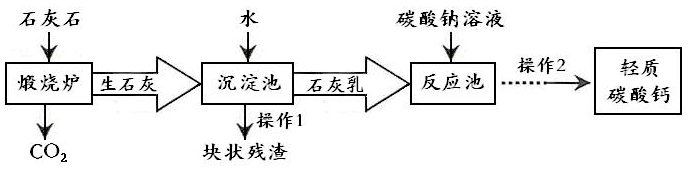 石灰石
水
碳酸钠溶液
煅烧炉
生石灰
沉淀池
石灰乳
反应池
操作2
轻质
碳酸钙
操作1
CO₂
块状残渣